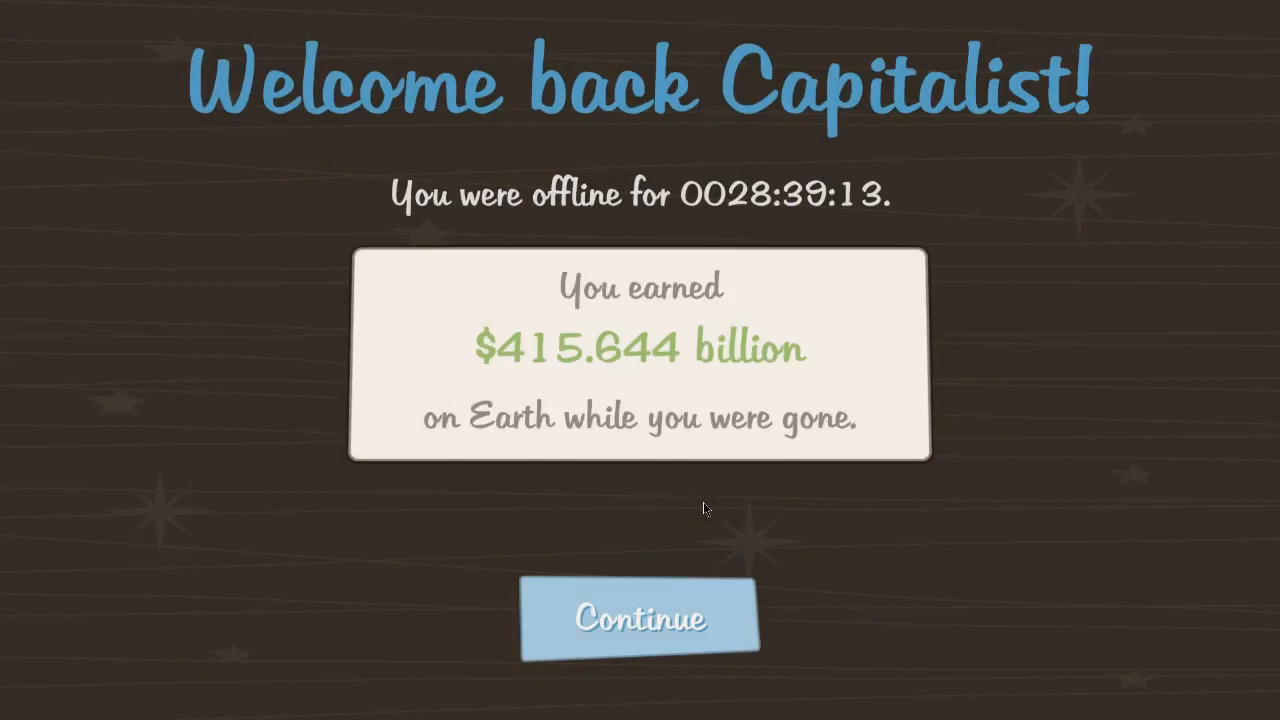 Welcome back Capitalist!
You were offline for 0028:39:13.
You earned
$415.644 billion
on Earth while you were gone.
Continue